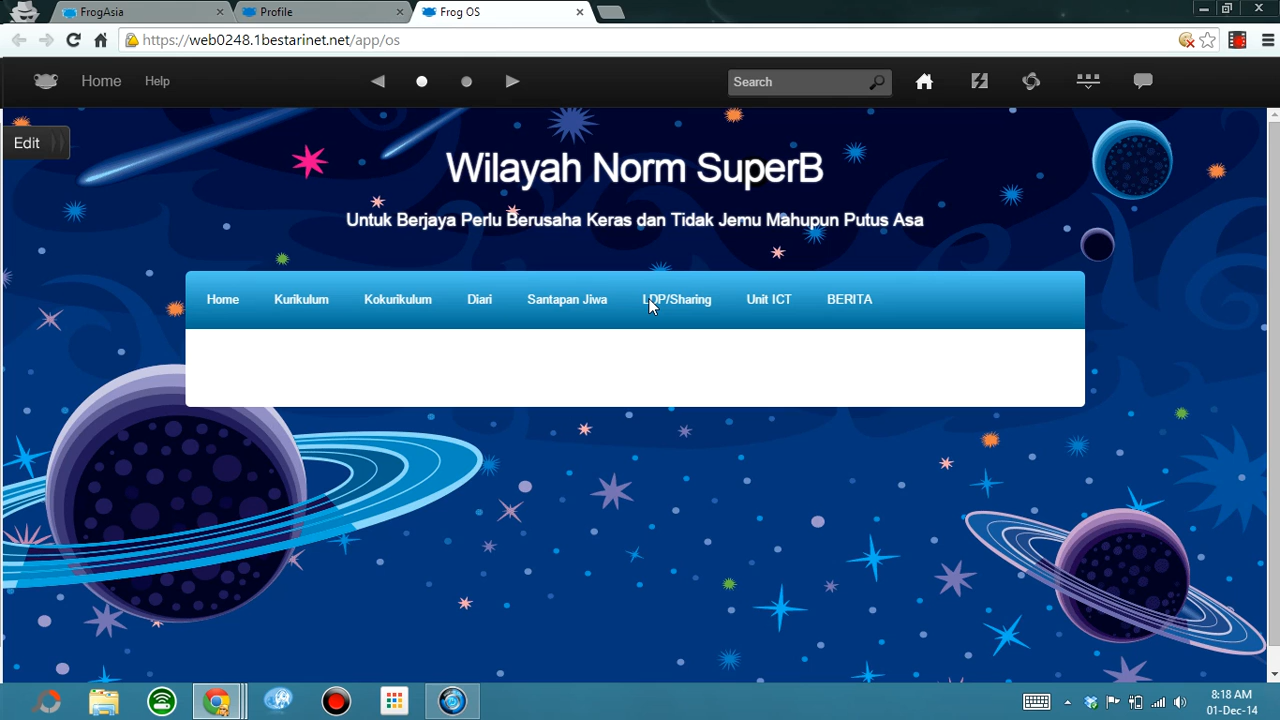 FrogAsia
Profile
Frog OS
https://web0248.1bestarinet.net/app/os
Home
Help
Search
Edit
Wilayah Norm SuperB
Untuk Berjaya Perlu Berusaha Keras dan Tidak Jemu Mahupun Putus Asa
Home Kurikulum Kokurikulum Diari Santapan Jiwa LDP/Sharing Unit ICT BERITA
8:18 AM
01-Dec-14